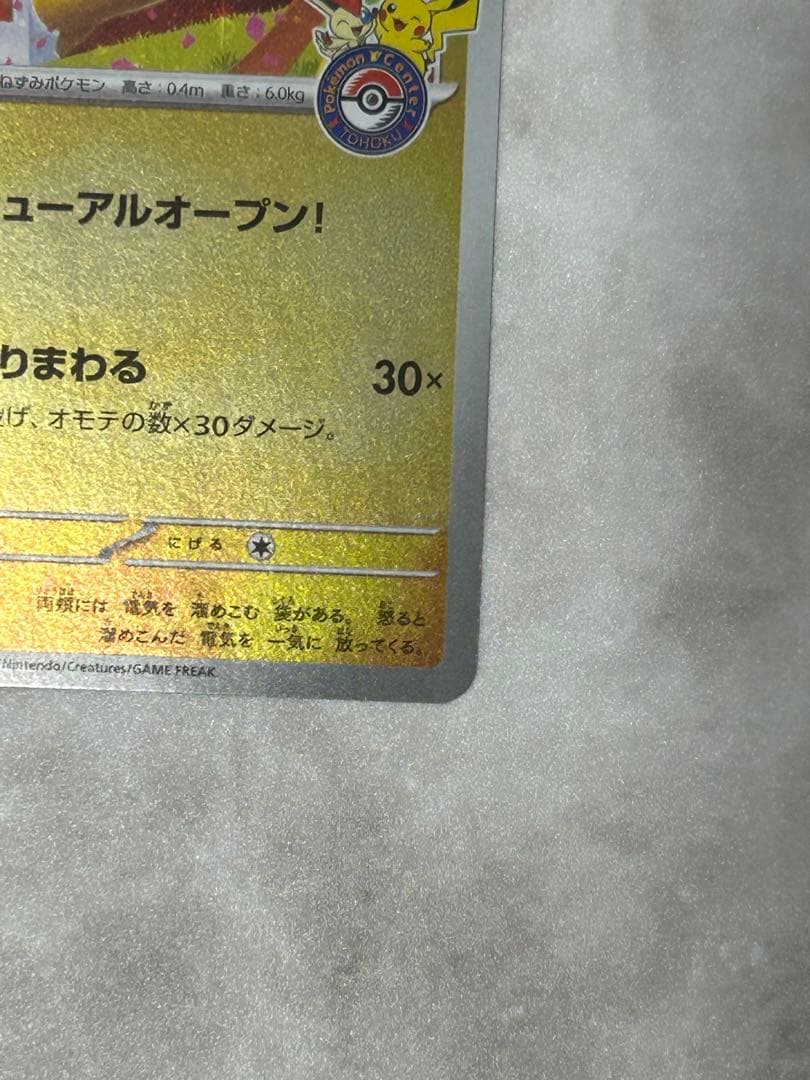 ねずみポケモン 高さ:0.4m 重さ:6.0kg
Pokémon Center
TOHOKU
ューアルオープン!
りまわる 30×
げ、オモテの数×30ダメージ。
かず
にげる
両頬には 電気を 溜めこむ 袋がある。 怒ると
溜めこんだ 電気を 一気に 放ってくる。
Nintendo/Creatures/GAME FREAK